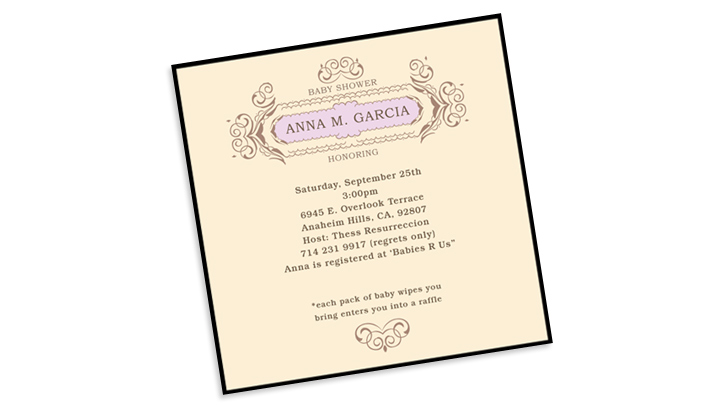 BABY SHOWER
ANNA M. GARCIA
HONORING
Saturday, September 25th
3:00pm
6945 E. Overlook Terrace
Anaheim Hills, CA, 92807
Host: Thess Resurreccion
714 231 9917 (regrets only)
Anna is registered at 'Babies R Us"
*each pack of baby wipes you
bring enters you into a raffle